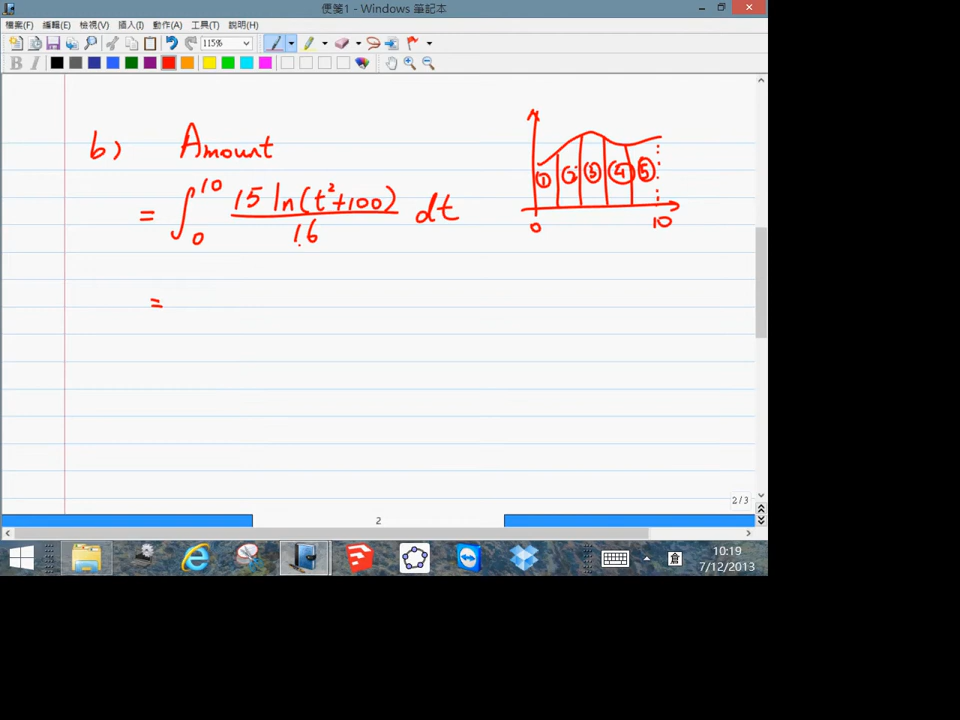 便箋1 - Windows 筆記本
檔案(F) 編輯(E) 檢視(V) 插入(I) 動作(A) 工具(T) 說明(H)
115%
B I
b) Amount
= ∫₀¹⁰ 15 ln(t²+100) / 16 dt
① ② ③ ④ ⑤
0 10
=
2/3
2
倉
10:19
7/12/2013